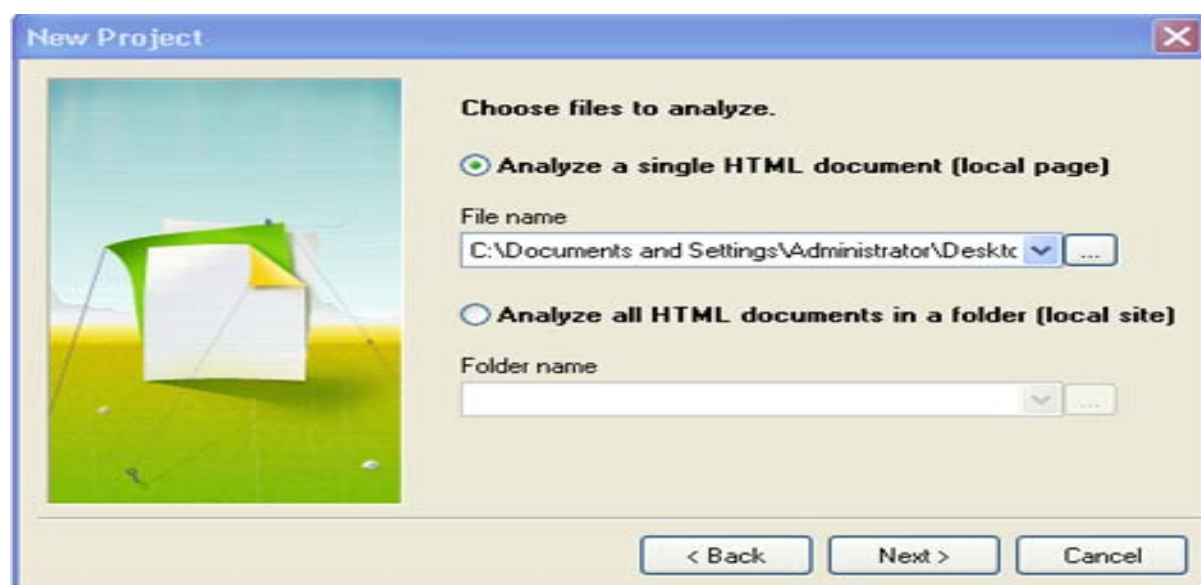 New Project
Choose files to analyze.
Analyze a single HTML document (local page)
File name
C:\Documents and Settings\Administrator\Deskto
...
Analyze all HTML documents in a folder (local site)
Folder name
...
< Back
Next >
Cancel